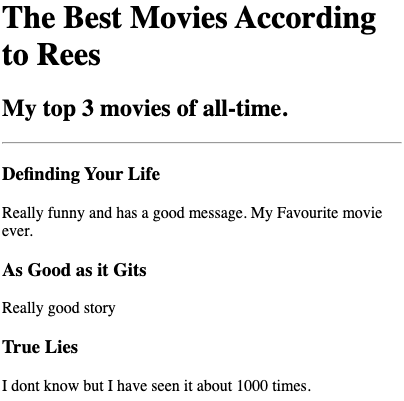 The Best Movies According
to Rees
My top 3 movies of all-time.
Definding Your Life
Really funny and has a good message. My Favourite movie
ever.
As Good as it Gits
Really good story
True Lies
I dont know but I have seen it about 1000 times.